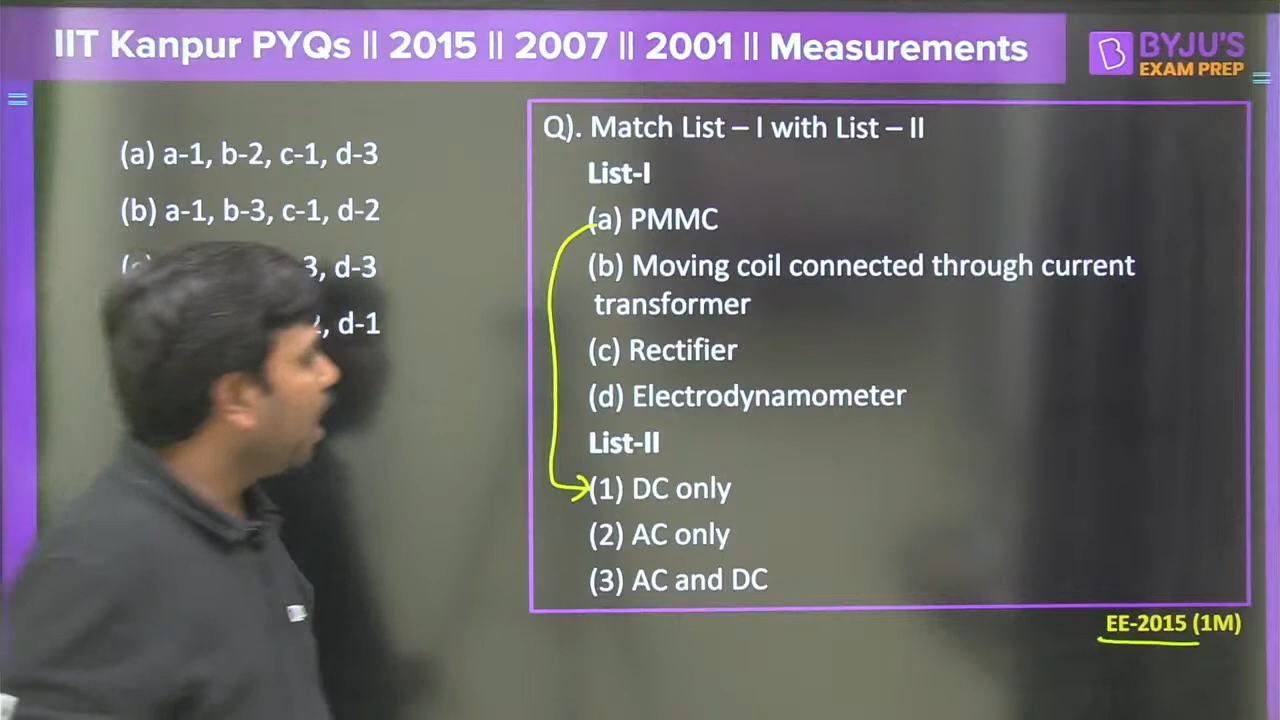 IIT Kanpur PYQs || 2015 || 2007 || 2001 || Measurements
BYJU'S
EXAM PREP
(a) a-1, b-2, c-1, d-3
(b) a-1, b-3, c-1, d-2
3, d-3
, d-1
Q). Match List – I with List – II
List-I
(a) PMMC
(b) Moving coil connected through current
transformer
(c) Rectifier
(d) Electrodynamometer
List-II
(1) DC only
(2) AC only
(3) AC and DC
EE-2015 (1M)